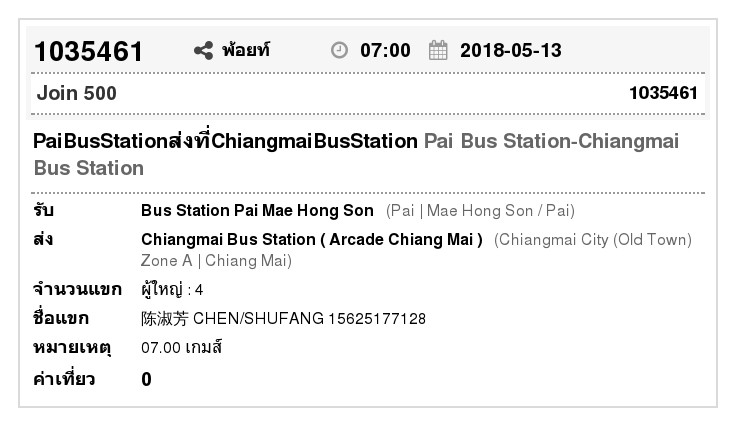 1035461 พ้อยท์ 07:00 2018-05-13
Join 500 1035461
PaiBusStationส่งที่ChiangmaiBusStation Pai Bus Station-Chiangmai
Bus Station
รับ Bus Station Pai Mae Hong Son (Pai | Mae Hong Son / Pai)
ส่ง Chiangmai Bus Station ( Arcade Chiang Mai ) (Chiangmai City (Old Town)
Zone A | Chiang Mai)
จำนวนแขก ผู้ใหญ่ : 4
ชื่อแขก 陈淑芳 CHEN/SHUFANG 15625177128
หมายเหตุ 07.00 เกมส์
ค่าเที่ยว 0